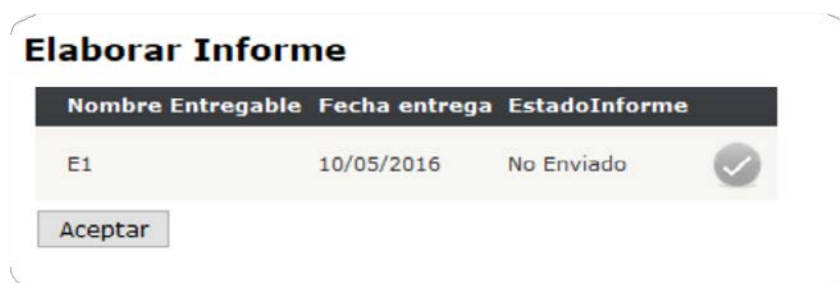 Elaborar Informe
Nombre Entregable Fecha entrega EstadoInforme
E1 10/05/2016 No Enviado
Aceptar